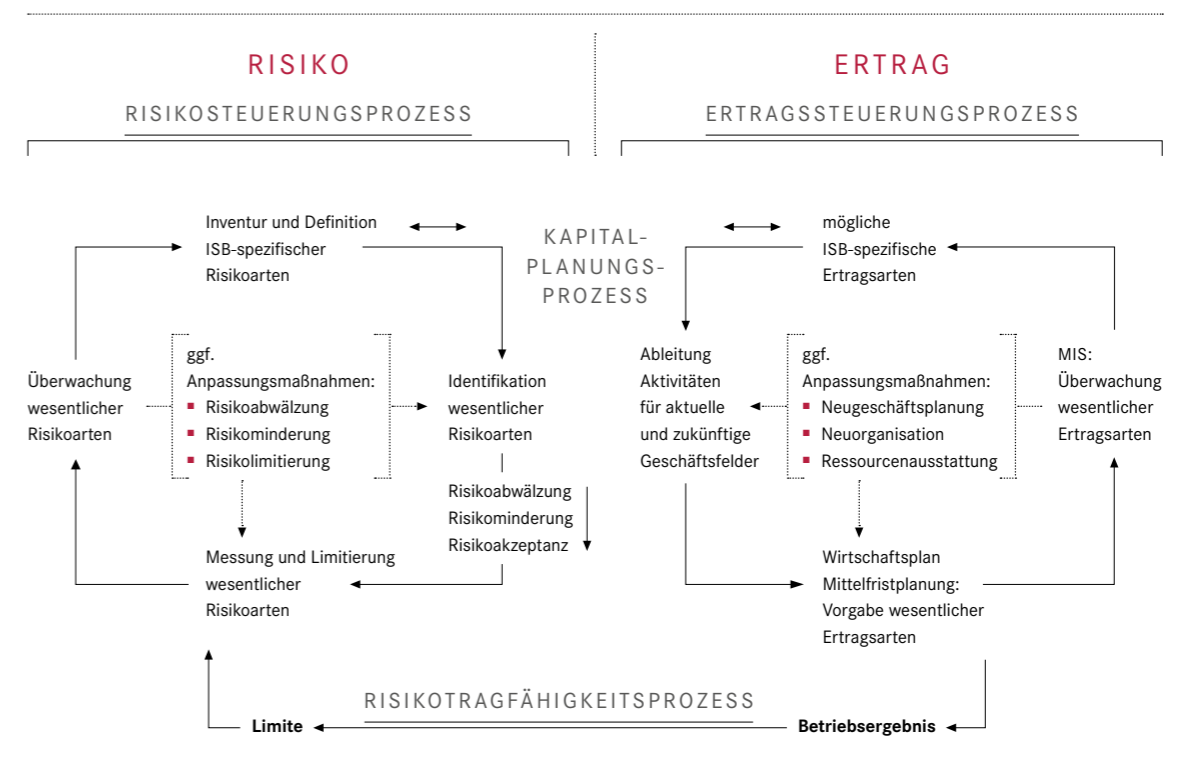 RISIKO
RISIKOSTEUERUNGSPROZESS
ERTRAG
ERTRAGSSTEUERUNGSPROZESS
Inventur und Definition
ISB-spezifischer
Risikoarten
KAPITAL-
PLANUNGS-
PROZESS
mögliche
ISB-spezifische
Ertragsarten
Überwachung
wesentlicher
Risikoarten
ggf.
Anpassungsmaßnahmen:
Risikoabwälzung
Risikominderung
Risikolimitierung
Identifikation
wesentlicher
Risikoarten
Risikoabwälzung
Risikominderung
Risikoakzeptanz
Messung und Limitierung
wesentlicher
Risikoarten
Ableitung
Aktivitäten
für aktuelle
und zukünftige
Geschäftsfelder
ggf.
Anpassungsmaßnahmen:
Neugeschäftsplanung
Neuorganisation
Ressourcenausstattung
MIS:
Überwachung
wesentlicher
Ertragsarten
Wirtschaftsplan
Mittelfristplanung:
Vorgabe wesentlicher
Ertragsarten
RISIKOTRAGFÄHIGKEITSPROZESS
Limite
Betriebsergebnis